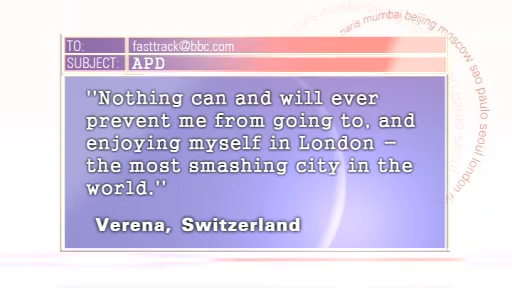 TO: fasttrack@bbc.com
SUBJECT: APD
"Nothing can and will ever
prevent me from going to, and
enjoying myself in London –
the most smashing city in the
world."
Verena, Switzerland
paris mumbai beijing moscow sao paulo seoul london